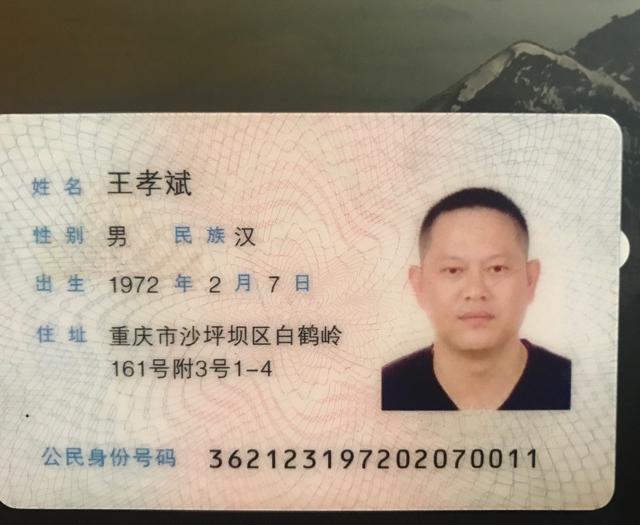 姓名 王孝斌
性别 男 民族 汉
出生 1972 年 2 月 7 日
住址 重庆市沙坪坝区白鹤岭
161号附3号1-4
公民身份号码 362123197202070011